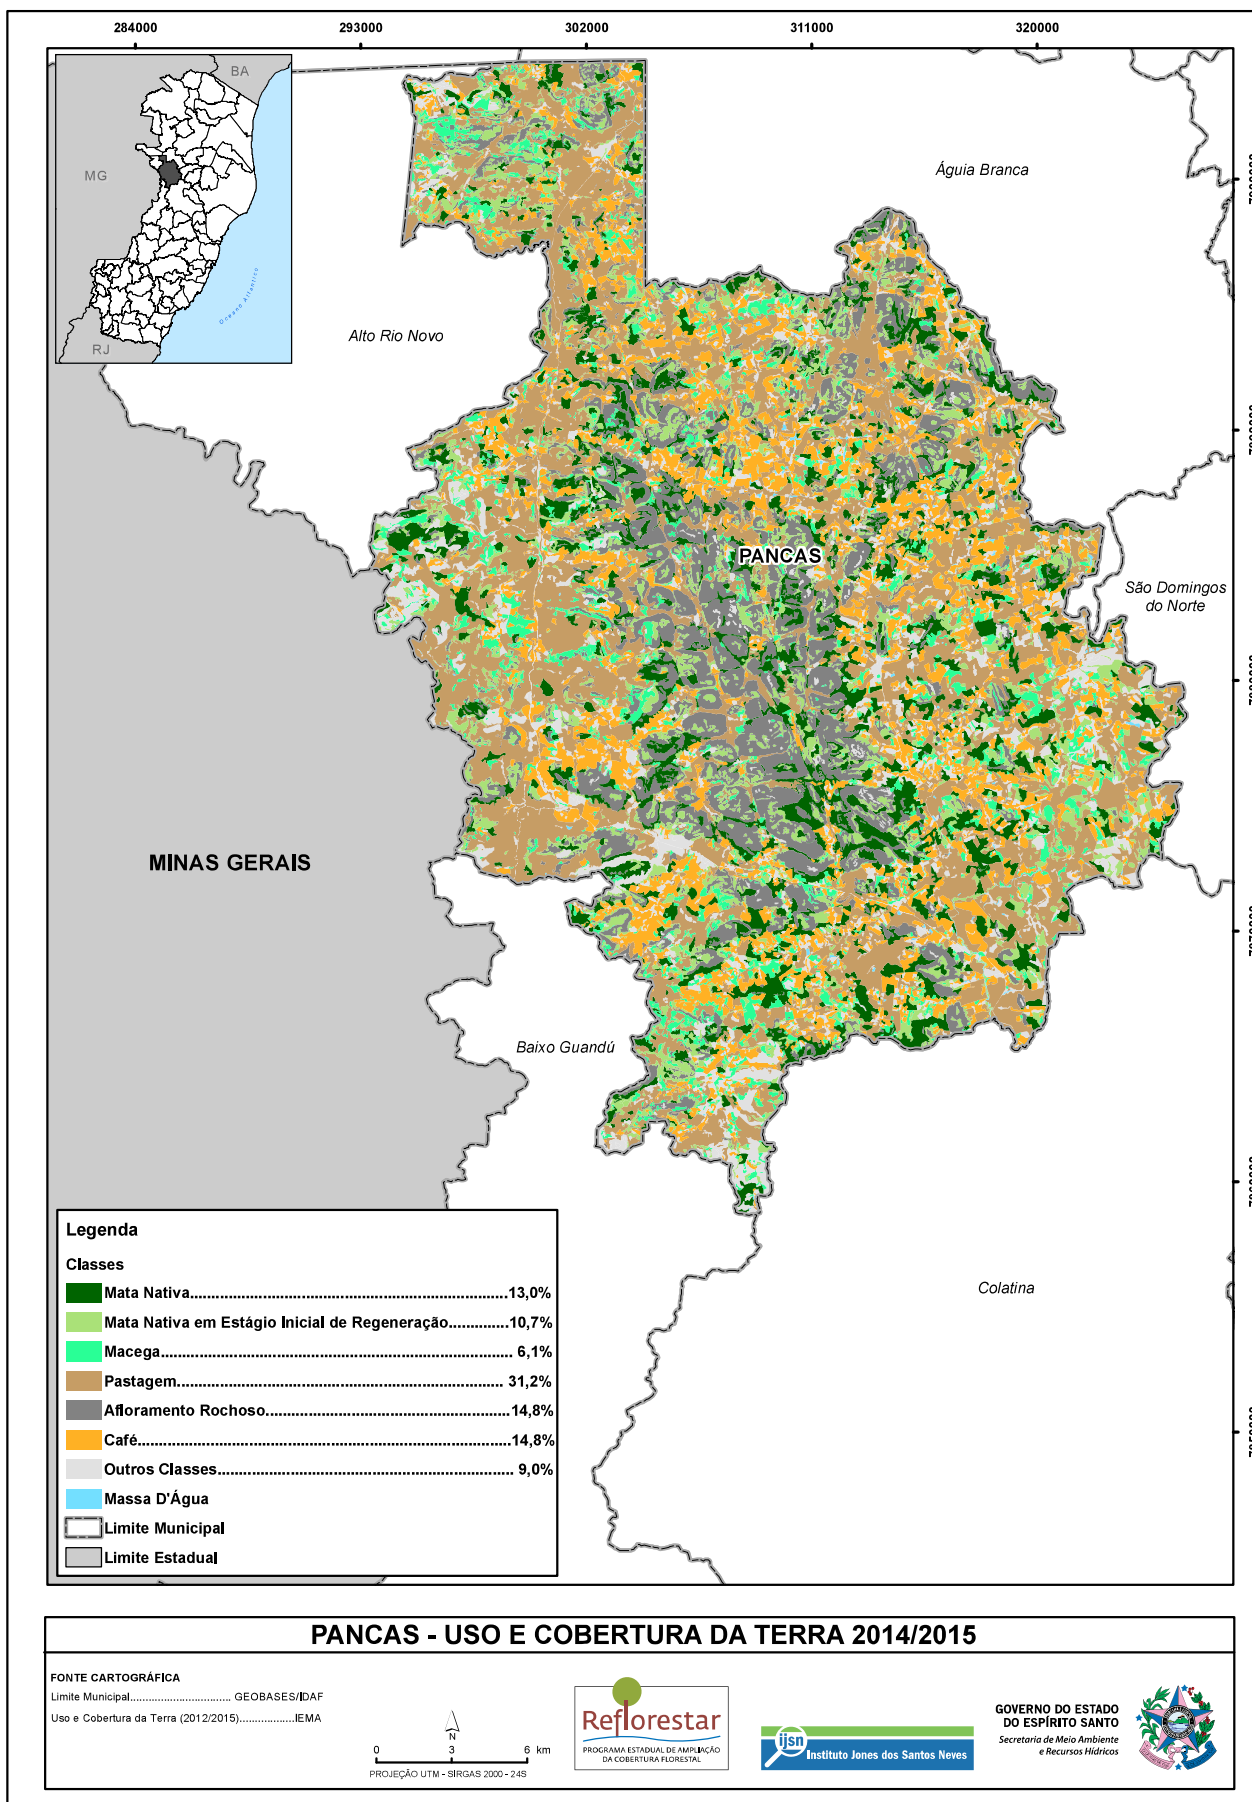 284000 293000 302000 311000 320000
BA
MG
RJ
Oceano Atlântico
Águia Branca
Alto Rio Novo
PANCAS
São Domingos
do Norte
MINAS GERAIS
Baixo Guandú
Colatina
Legenda
Classes
Mata Nativa 13,0%
Mata Nativa em Estágio Inicial de Regeneração 10,7%
Macega 6,1%
Pastagem 31,2%
Afloramento Rochoso 14,8%
Café 14,8%
Outros Classes 9,0%
Massa D'Água
Limite Municipal
Limite Estadual
PANCAS - USO E COBERTURA DA TERRA 2014/2015
FONTE CARTOGRÁFICA
Limite Municipal GEOBASES/IDAF
Uso e Cobertura da Terra (2012/2015) IEMA
N
0 3 6 km
PROJEÇÃO UTM - SIRGAS 2000 - 24S
Reflorestar
PROGRAMA ESTADUAL DE AMPLIAÇÃO
DA COBERTURA FLORESTAL
ijsn
Instituto Jones dos Santos Neves
GOVERNO DO ESTADO
DO ESPÍRITO SANTO
Secretaria de Meio Ambiente
e Recursos Hídricos